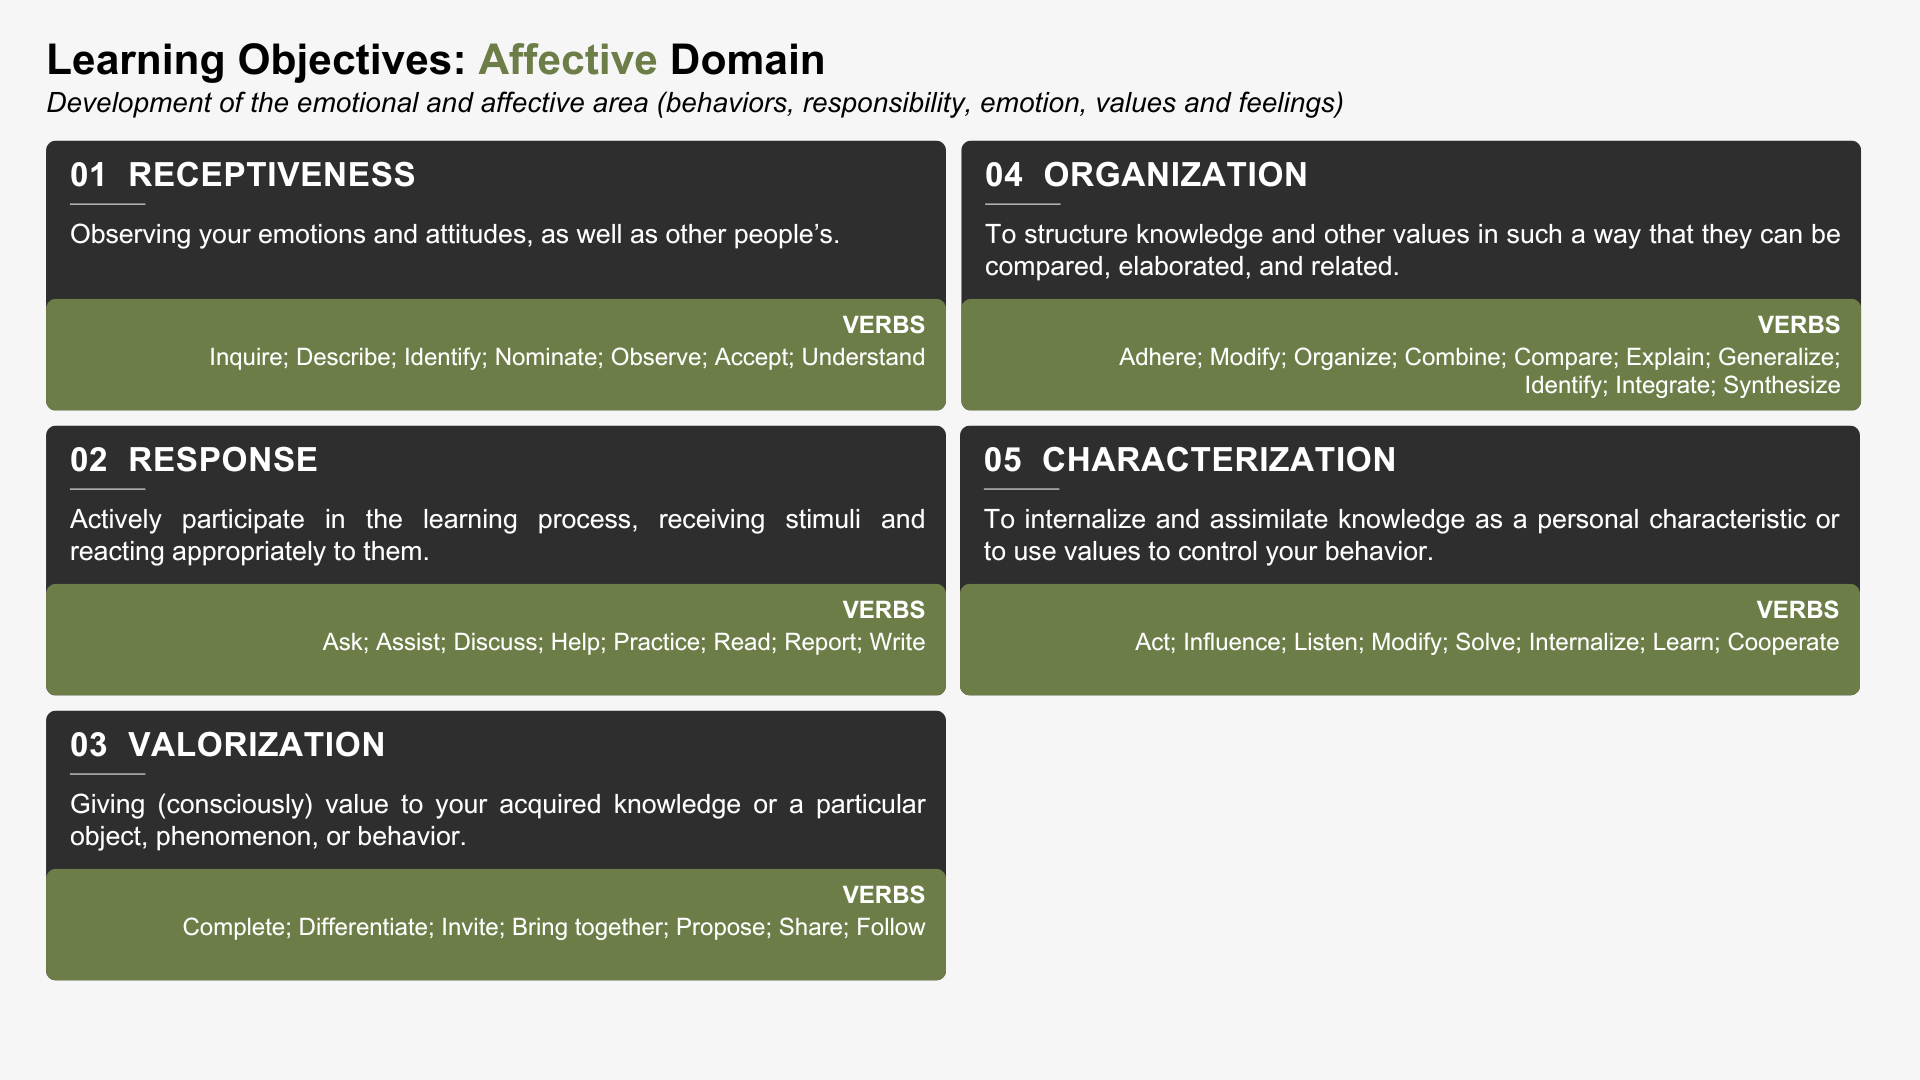 Learning Objectives: Affective Domain
Development of the emotional and affective area (behaviors, responsibility, emotion, values and feelings)
01 RECEPTIVENESS
Observing your emotions and attitudes, as well as other people’s.
VERBS
Inquire; Describe; Identify; Nominate; Observe; Accept; Understand
02 RESPONSE
Actively participate in the learning process, receiving stimuli and
reacting appropriately to them.
VERBS
Ask; Assist; Discuss; Help; Practice; Read; Report; Write
03 VALORIZATION
Giving (consciously) value to your acquired knowledge or a particular
object, phenomenon, or behavior.
VERBS
Complete; Differentiate; Invite; Bring together; Propose; Share; Follow
04 ORGANIZATION
To structure knowledge and other values in such a way that they can be
compared, elaborated, and related.
VERBS
Adhere; Modify; Organize; Combine; Compare; Explain; Generalize;
Identify; Integrate; Synthesize
05 CHARACTERIZATION
To internalize and assimilate knowledge as a personal characteristic or
to use values to control your behavior.
VERBS
Act; Influence; Listen; Modify; Solve; Internalize; Learn; Cooperate